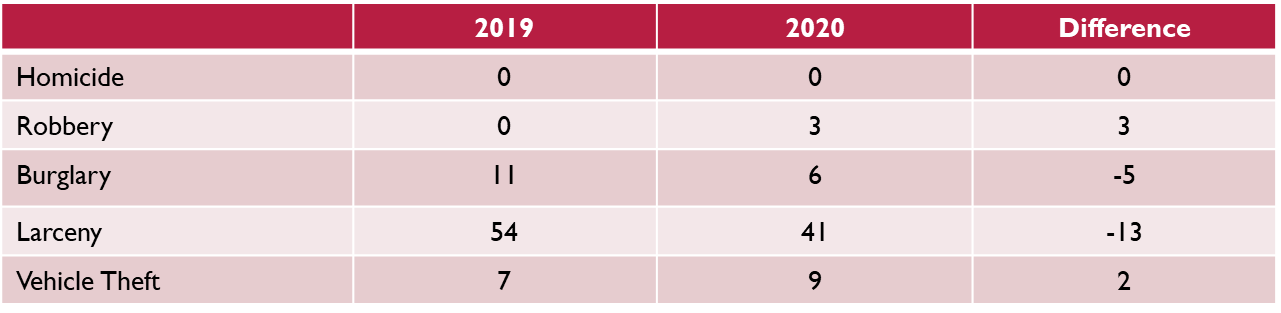 2019 2020 Difference
Homicide 0 0 0
Robbery 0 3 3
Burglary 11 6 -5
Larceny 54 41 -13
Vehicle Theft 7 9 2